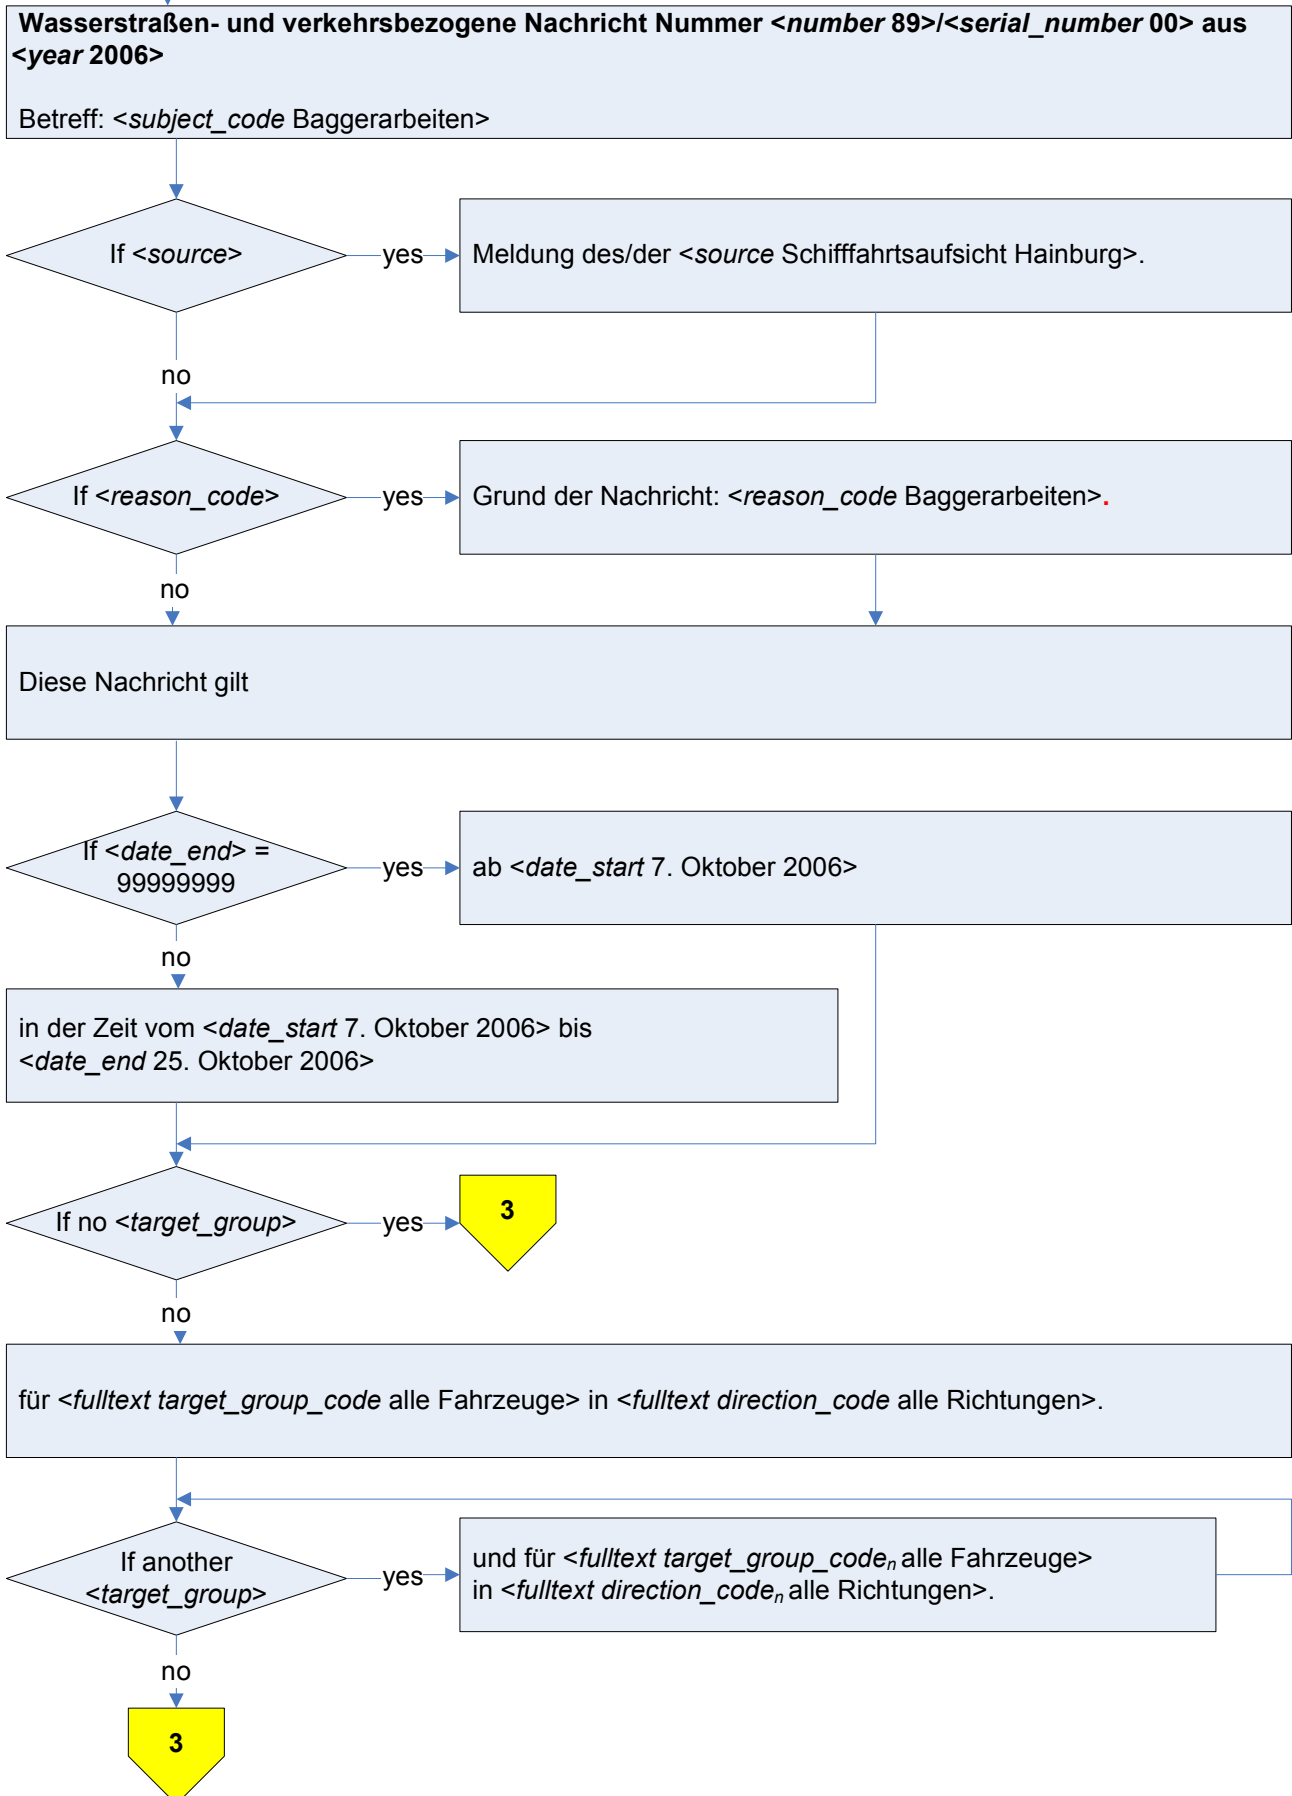 Wasserstraßen- und verkehrsbezogene Nachricht Nummer <number 89>/<serial_number 00> aus
<year 2006>
Betreff: <subject_code Baggerarbeiten>
If <source>
yes
Meldung des/der <source Schifffahrtsaufsicht Hainburg>.
no
If <reason_code>
yes
Grund der Nachricht: <reason_code Baggerarbeiten>.
no
Diese Nachricht gilt
If <date_end> =
99999999
yes
ab <date_start 7. Oktober 2006>
no
in der Zeit vom <date_start 7. Oktober 2006> bis
<date_end 25. Oktober 2006>
If no <target_group>
yes
3
no
für <fulltext target_group_code alle Fahrzeuge> in <fulltext direction_code alle Richtungen>.
If another
<target_group>
yes
und für <fulltext target_group_codeₙ alle Fahrzeuge>
in <fulltext direction_codeₙ alle Richtungen>.
no
3